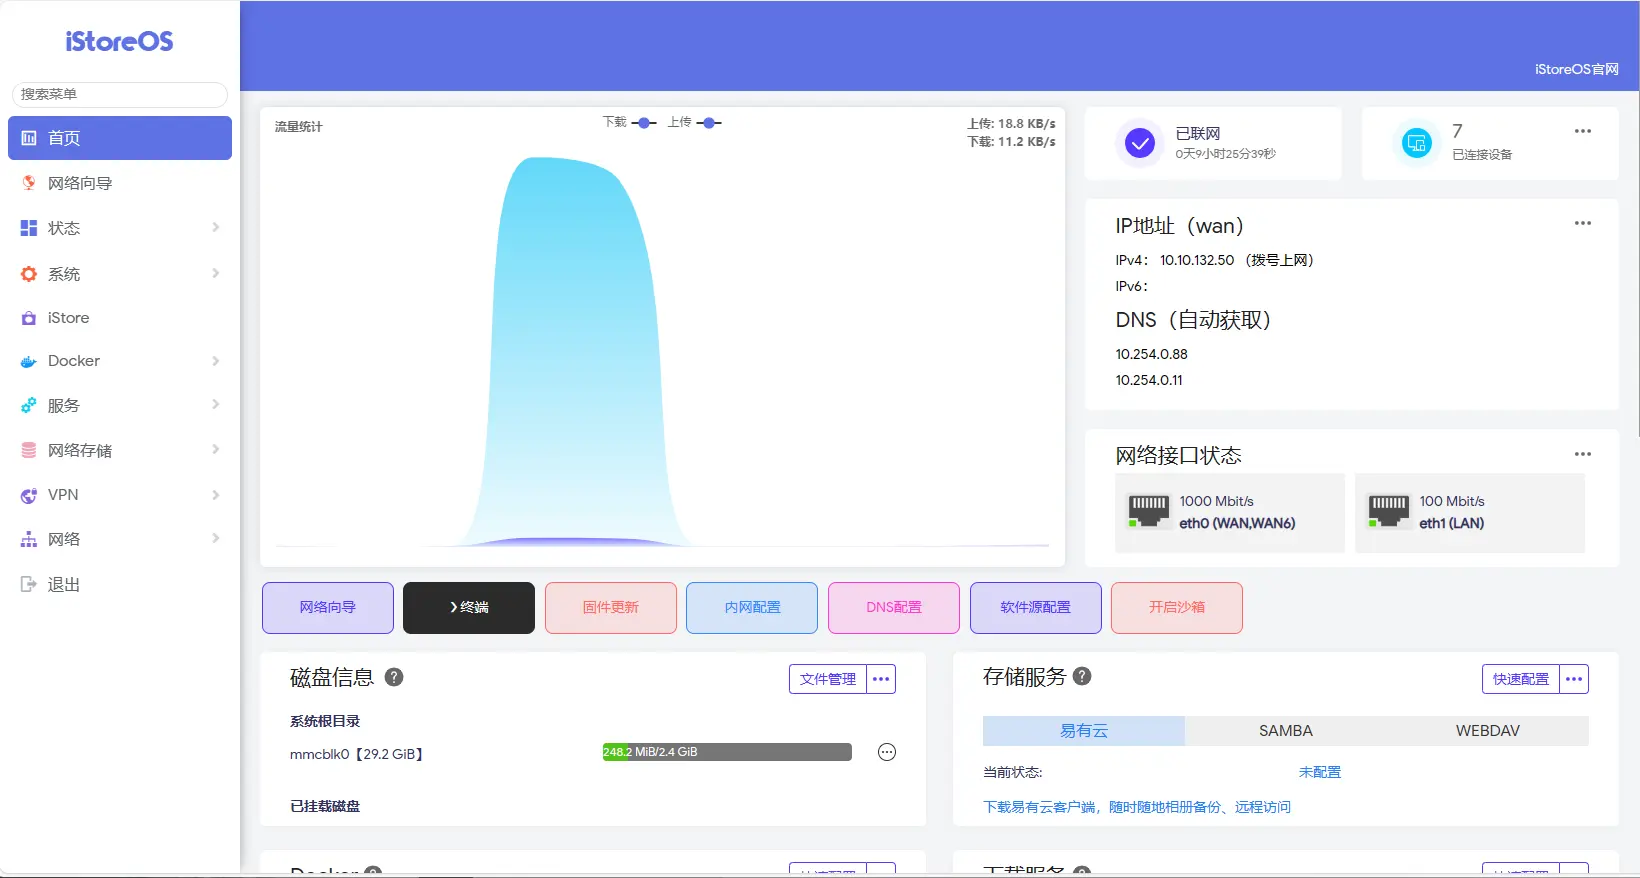 iStoreOS
搜索菜单
首页
网络向导
状态
系统
iStore
Docker
服务
网络存储
VPN
网络
退出
iStoreOS官网
流量统计
下载 上传
上传: 18.8 KB/s
下载: 11.2 KB/s
已联网
0天9小时25分39秒
7
已连接设备
IP地址（wan）
IPv4： 10.10.132.50 （拨号上网）
IPv6：
DNS（自动获取）
10.254.0.88
10.254.0.11
网络接口状态
1000 Mbit/s
eth0 (WAN,WAN6)
100 Mbit/s
eth1 (LAN)
网络向导
终端
固件更新
内网配置
DNS配置
软件源配置
开启沙箱
磁盘信息
文件管理
系统根目录
mmcblk0【29.2 GiB】
248.2 MiB/2.4 GiB
已挂载磁盘
存储服务
快速配置
易有云 SAMBA WEBDAV
当前状态: 未配置
下载易有云客户端，随时随地相册备份、远程访问
Docker
快速配置
下载服务
快速配置